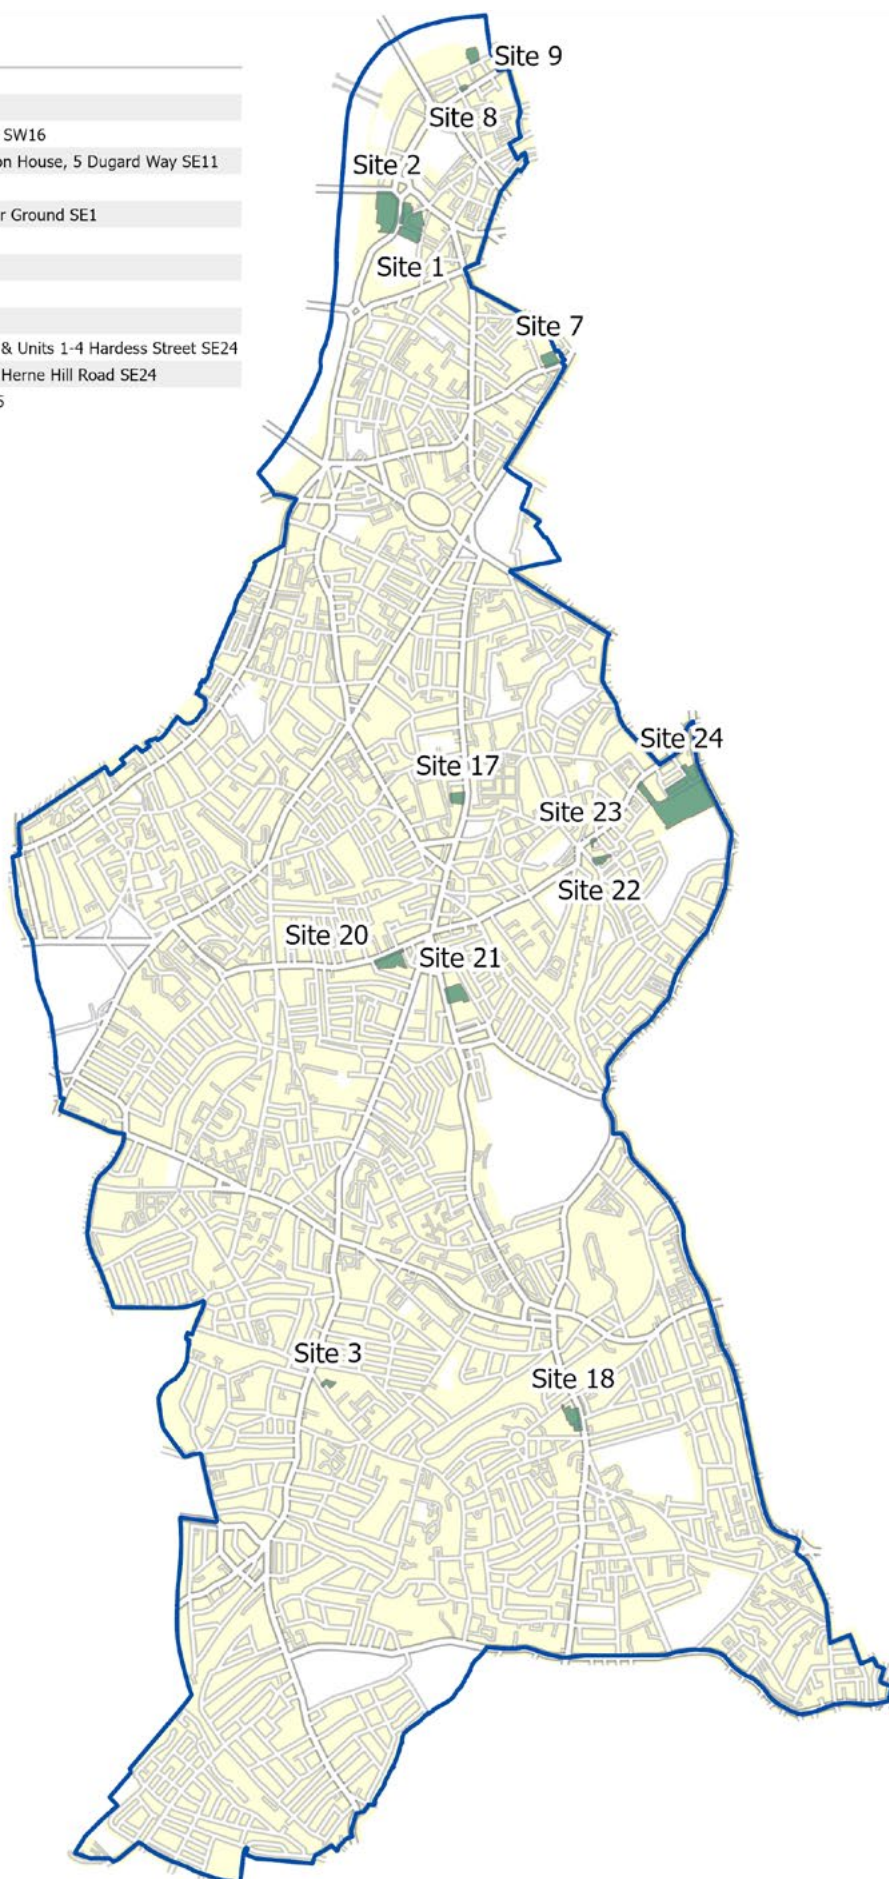 SW16
on House, 5 Dugard Way SE11
r Ground SE1
& Units 1-4 Hardess Street SE24
Herne Hill Road SE24
5
Site 9
Site 8
Site 2
Site 1
Site 7
Site 24
Site 17
Site 23
Site 22
Site 20
Site 21
Site 3
Site 18